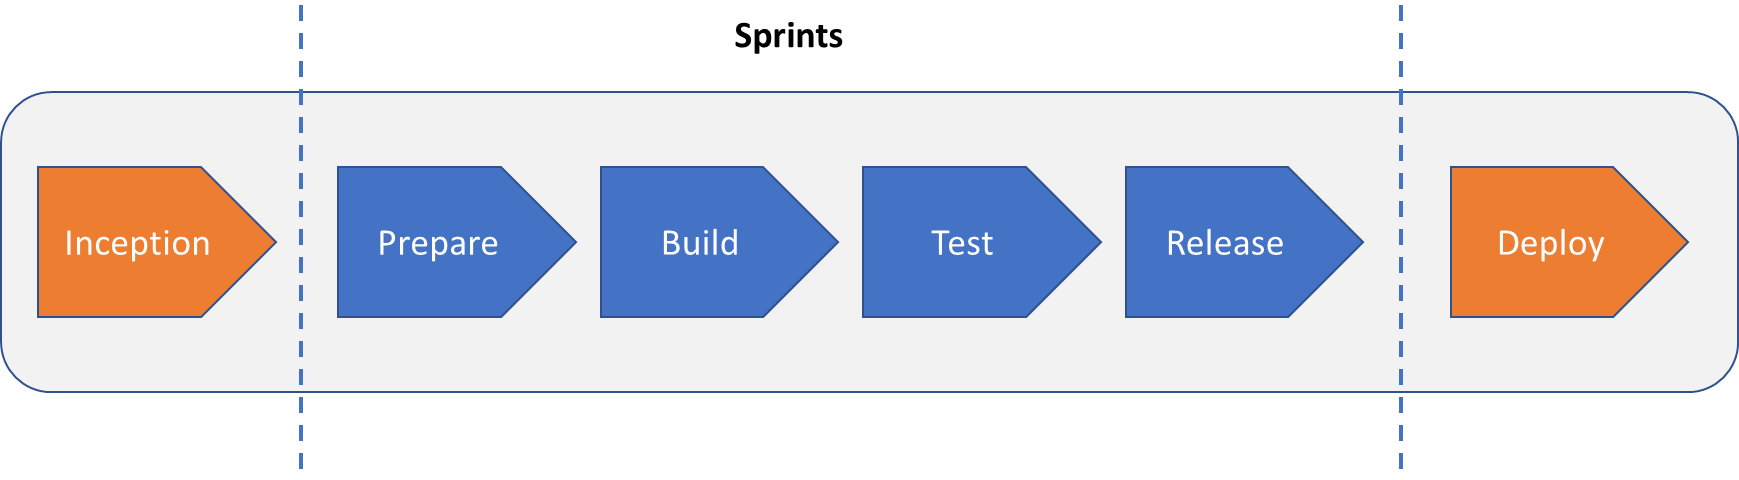 Sprints
Inception
Prepare
Build
Test
Release
Deploy